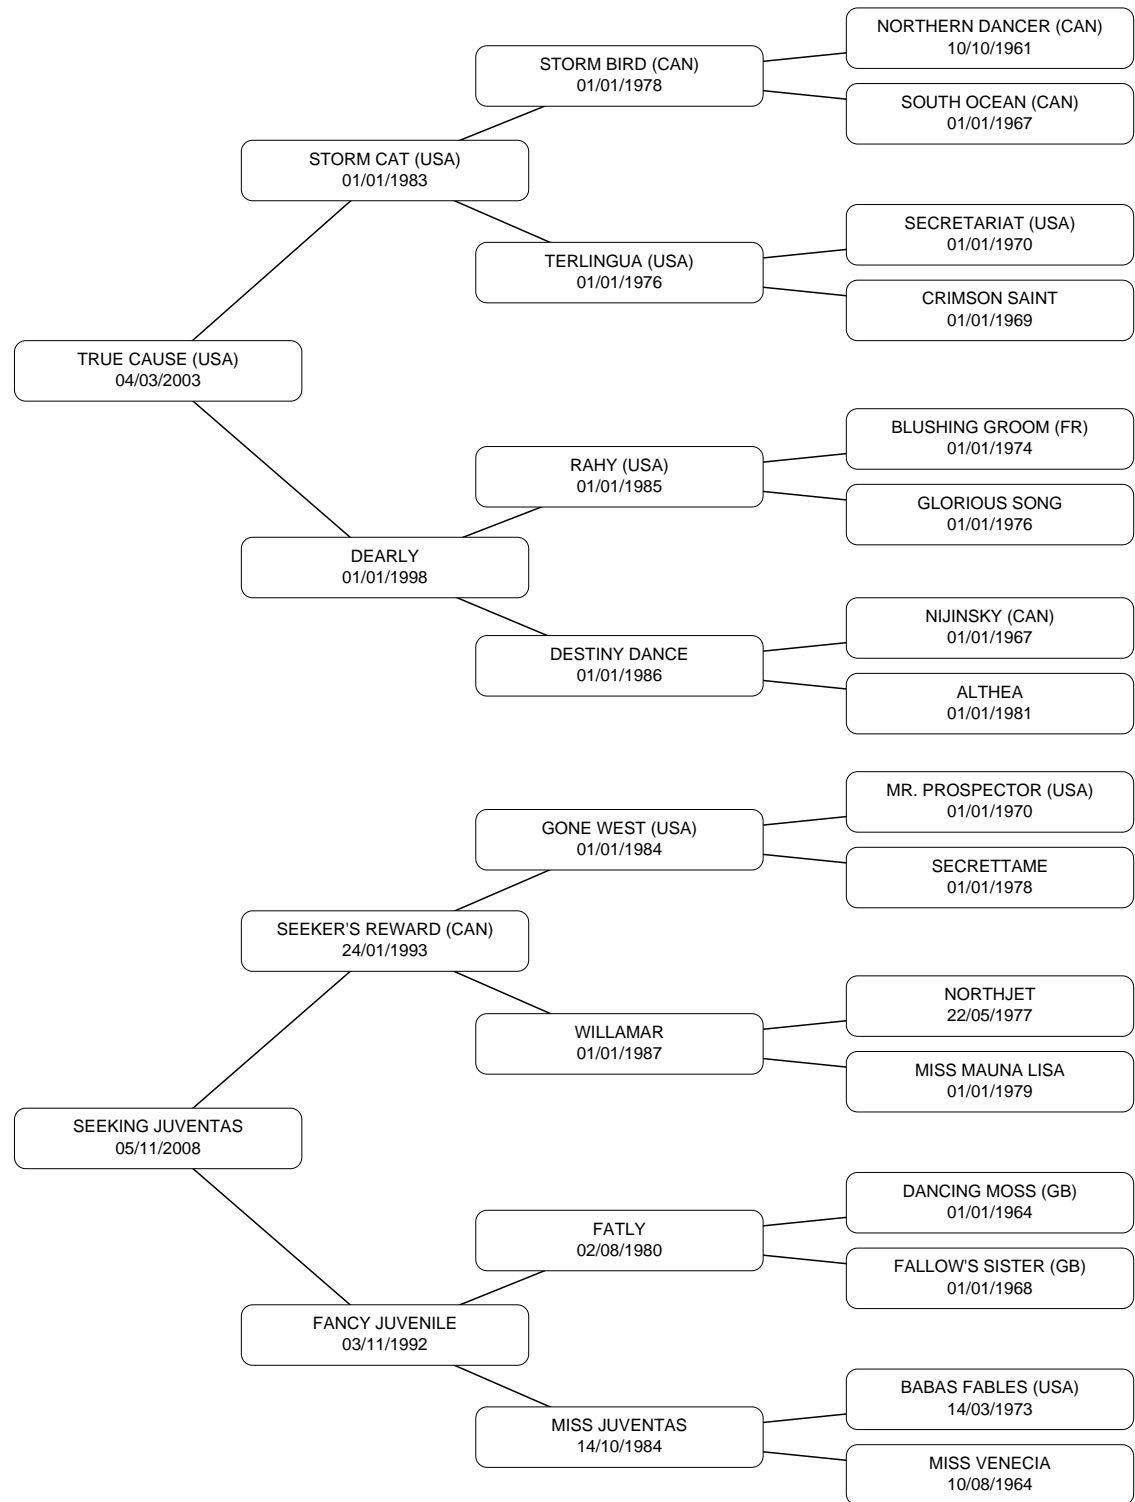 NORTHERN DANCER (CAN)
10/10/1961
STORM BIRD (CAN)
01/01/1978
SOUTH OCEAN (CAN)
01/01/1967
STORM CAT (USA)
01/01/1983
SECRETARIAT (USA)
01/01/1970
TERLINGUA (USA)
01/01/1976
CRIMSON SAINT
01/01/1969
TRUE CAUSE (USA)
04/03/2003
BLUSHING GROOM (FR)
01/01/1974
RAHY (USA)
01/01/1985
GLORIOUS SONG
01/01/1976
DEARLY
01/01/1998
NIJINSKY (CAN)
01/01/1967
DESTINY DANCE
01/01/1986
ALTHEA
01/01/1981
MR. PROSPECTOR (USA)
01/01/1970
GONE WEST (USA)
01/01/1984
SECRETTAME
01/01/1978
SEEKER'S REWARD (CAN)
24/01/1993
NORTHJET
22/05/1977
WILLAMAR
01/01/1987
MISS MAUNA LISA
01/01/1979
SEEKING JUVENTAS
05/11/2008
DANCING MOSS (GB)
01/01/1964
FATLY
02/08/1980
FALLOW'S SISTER (GB)
01/01/1968
FANCY JUVENILE
03/11/1992
BABAS FABLES (USA)
14/03/1973
MISS JUVENTAS
14/10/1984
MISS VENECIA
10/08/1964